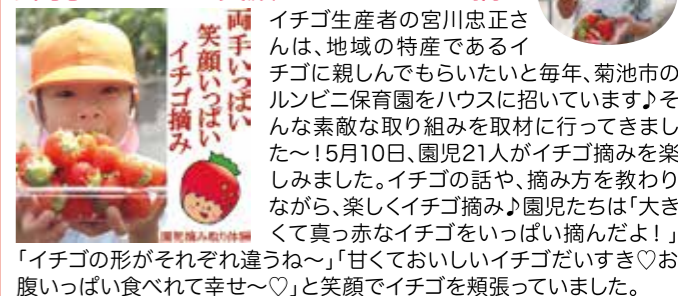 両手いっぱい
笑顔いっぱい
イチゴ摘み
園児摘み取り体験
イチゴ生産者の宮川忠正さ
んは、地域の特産であるイ
チゴに親しんでもらいたいと毎年、菊池市の
ルンビニ保育園をハウスに招いています♪そ
んな素敵な取り組みを取材に行ってきまし
た〜！5月10日、園児21人がイチゴ摘みを楽
しみました。イチゴの話や、摘み方を教わり
ながら、楽しくイチゴ摘み♪園児たちは「大き
くて真っ赤なイチゴをいっぱい摘んだよ！」
「イチゴの形がそれぞれ違うね〜」「甘くておいしいイチゴだいすき♡お
腹いっぱい食べれて幸せ〜♡」と笑顔でイチゴを頬張っていました。